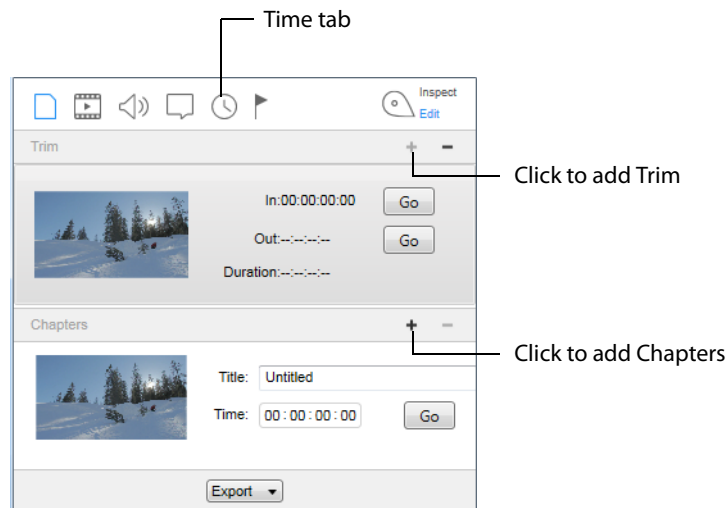 Time tab
Inspect
Edit
Trim
+ −
Click to add Trim
In:00:00:00:00
Go
Out:--:--:--:--
Go
Duration:--:--:--:--
Chapters
+ −
Click to add Chapters
Title: Untitled
Time: 00:00:00:00
Go
Export